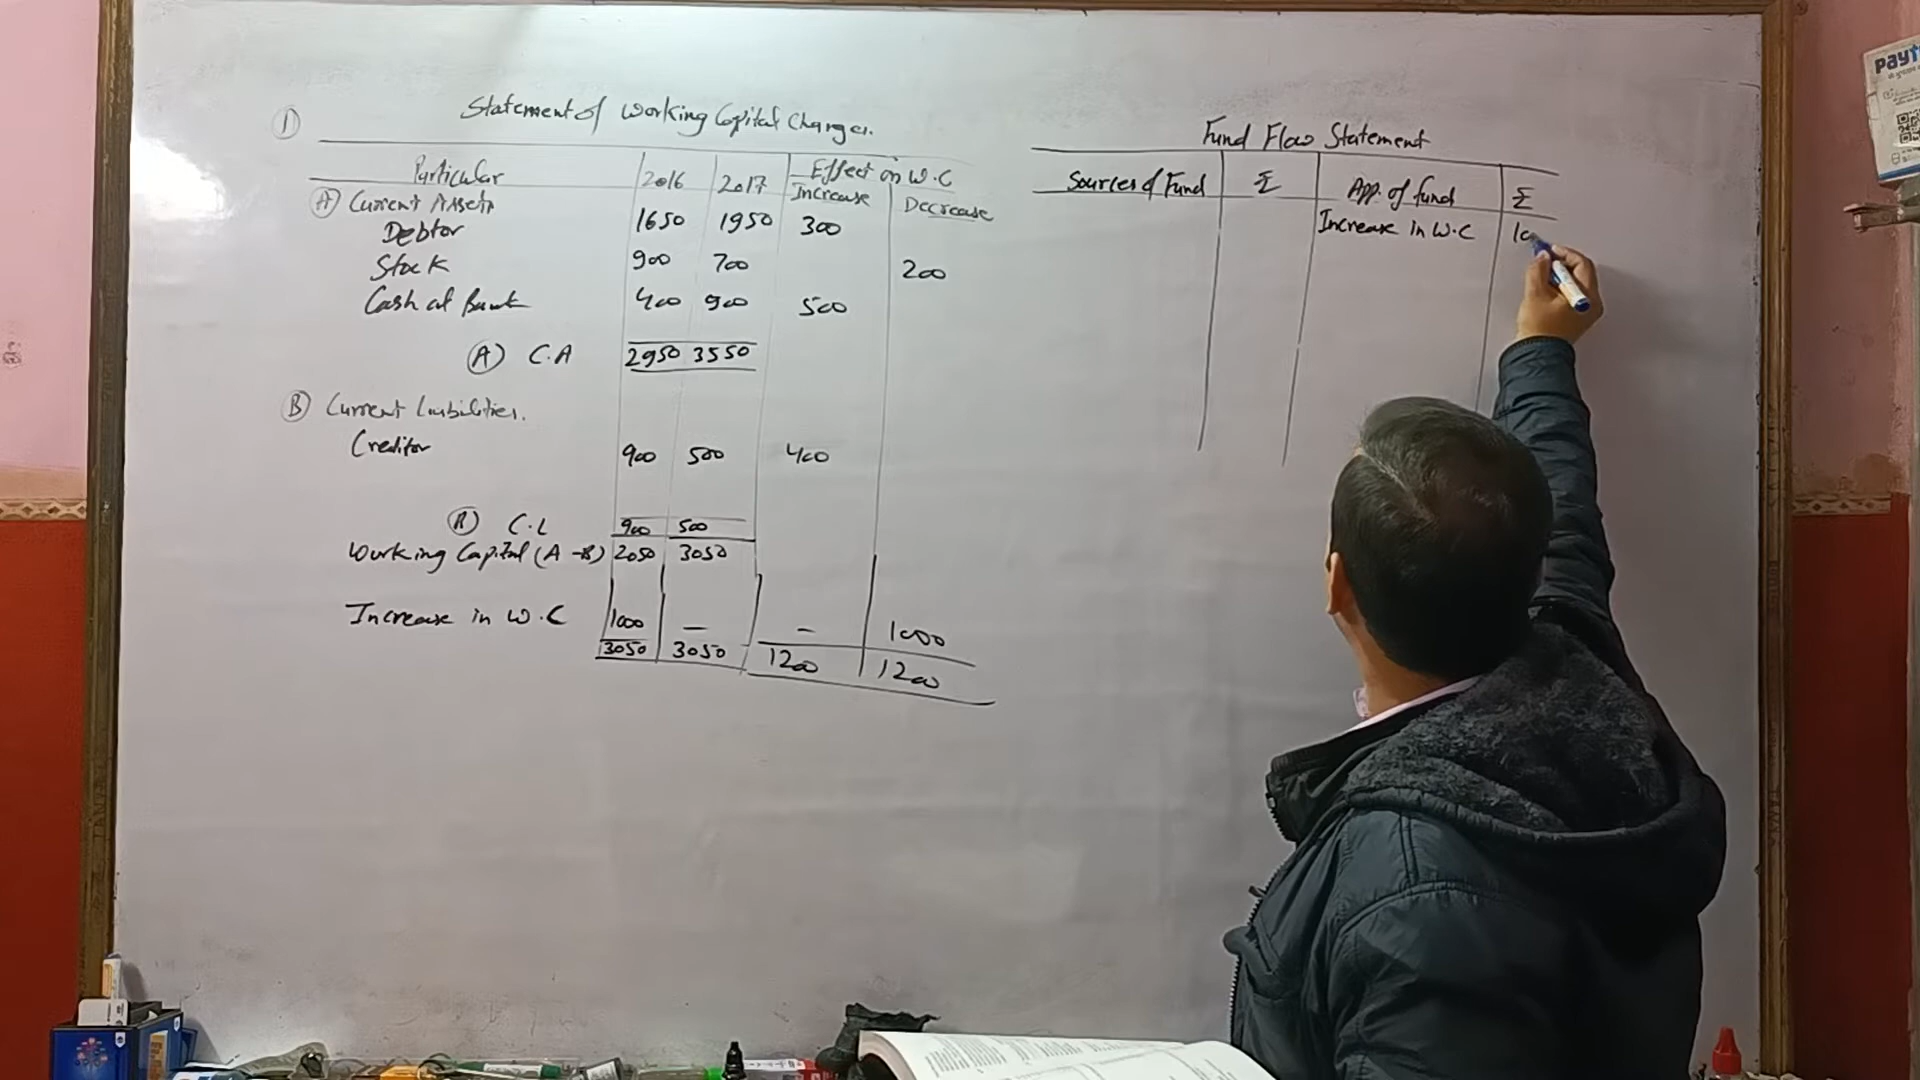 ① Statement of Working Capital Changes.
Particular 2016 2017 Effect on W.C
Increase Decrease
Ⓐ Current Assets
Debtor 1650 1950 300
Stock 900 700 200
Cash at Bank 400 900 500
Ⓐ C.A 2950 3550
Ⓑ Current Liabilities.
Creditor 900 500 400
Ⓑ C.L 900 500
Working Capital (A-B) 2050 3050
Increase in W.C 1000 - - 1000
3050 3050 1200 1200
Fund Flow Statement
Sources of Fund ₹ App. of fund ₹
Increase in W.C 10
Payt